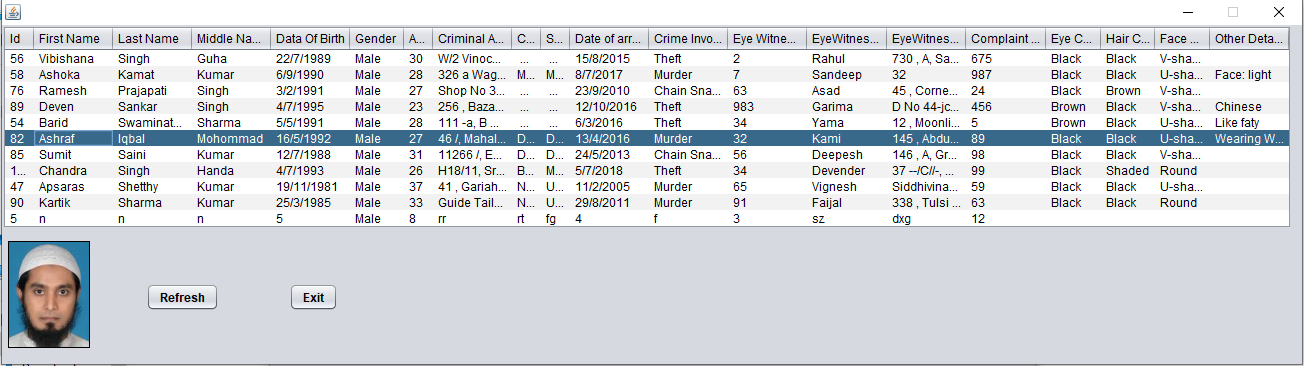 Id First Name Last Name Middle Na... Data Of Birth Gender A... Criminal A... C... S... Date of arr... Crime Invo... Eye Witne... EyeWitnes... EyeWitnes... Complaint ... Eye C... Hair C... Face ... Other Deta...
56 Vibishana Singh Guha 22/7/1989 Male 30 W/2 Vinoc... ... ... 15/8/2015 Theft 2 Rahul 730 , A, Sa... 675 Black Black V-sha...
58 Ashoka Kamat Kumar 6/9/1990 Male 28 326 a Wag... M... M... 8/7/2017 Murder 7 Sandeep 32 987 Black Black U-sha... Face: light
76 Ramesh Prajapati Singh 3/2/1991 Male 27 Shop No 3... ... ... 23/9/2010 Chain Sna... 63 Asad 45 , Corne... 24 Black Brown V-sha...
89 Deven Sankar Singh 4/7/1995 Male 23 256 , Baza... ... ... 12/10/2016 Theft 983 Garima D No 44-jc... 456 Brown Black V-sha... Chinese
54 Barid Swaminat... Sharma 5/5/1991 Male 28 111 -a, B ... ... ... 6/3/2016 Theft 34 Yama 12 , Moonli... 5 Brown Black U-sha... Like faty
82 Ashraf Iqbal Mohommad 16/5/1992 Male 27 46 /, Mahal... D... D... 13/4/2016 Murder 32 Kami 145 , Abdu... 89 Black Black U-sha... Wearing W...
85 Sumit Saini Kumar 12/7/1988 Male 31 11266 /, E... D... D... 24/5/2013 Chain Sna... 56 Deepesh 146 , A, Gr... 98 Black Black V-sha...
1... Chandra Singh Handa 4/7/1993 Male 26 H18/11, Sr... B... M... 5/7/2018 Theft 34 Devender 37 --/C//-, ... 99 Black Shaded Round
47 Apsaras Shetthy Kumar 19/11/1981 Male 37 41 , Gariah... N... U... 11/2/2005 Murder 65 Vignesh Siddhivina... 59 Black Black U-sha...
90 Kartik Sharma Kumar 25/3/1985 Male 33 Guide Tail... N... U... 29/8/2011 Murder 91 Faijal 338 , Tulsi ... 63 Black Black Round
5 n n n 5 Male 8 rr rt fg 4 f 3 sz dxg 12
Refresh Exit